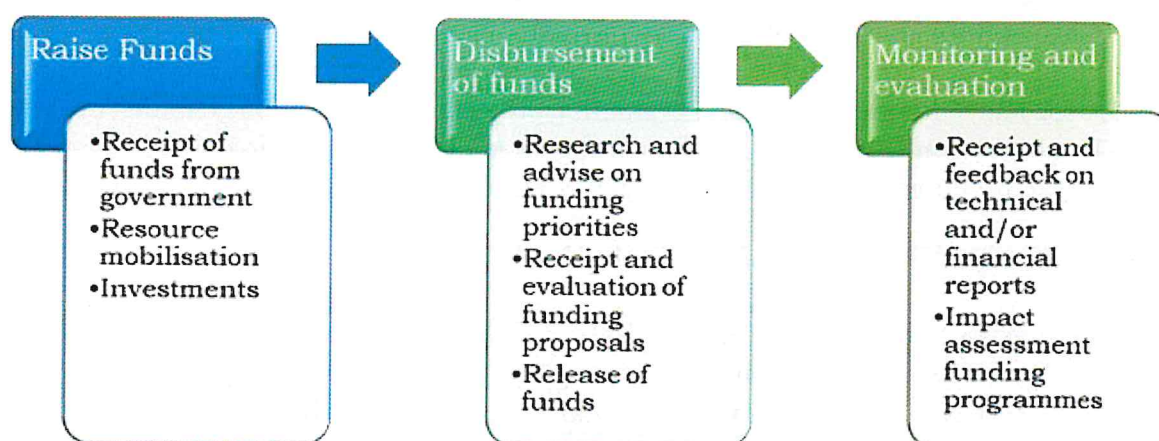 Raise Funds
•Receipt of
funds from
government
•Resource
mobilisation
•Investments
Disbursement
of funds
•Research and
advise on
funding
priorities
•Receipt and
evaluation of
funding
proposals
•Release of
funds
Monitoring and
evaluation
•Receipt and
feedback on
technical
and/or
financial
reports
•Impact
assessment
funding
programmes